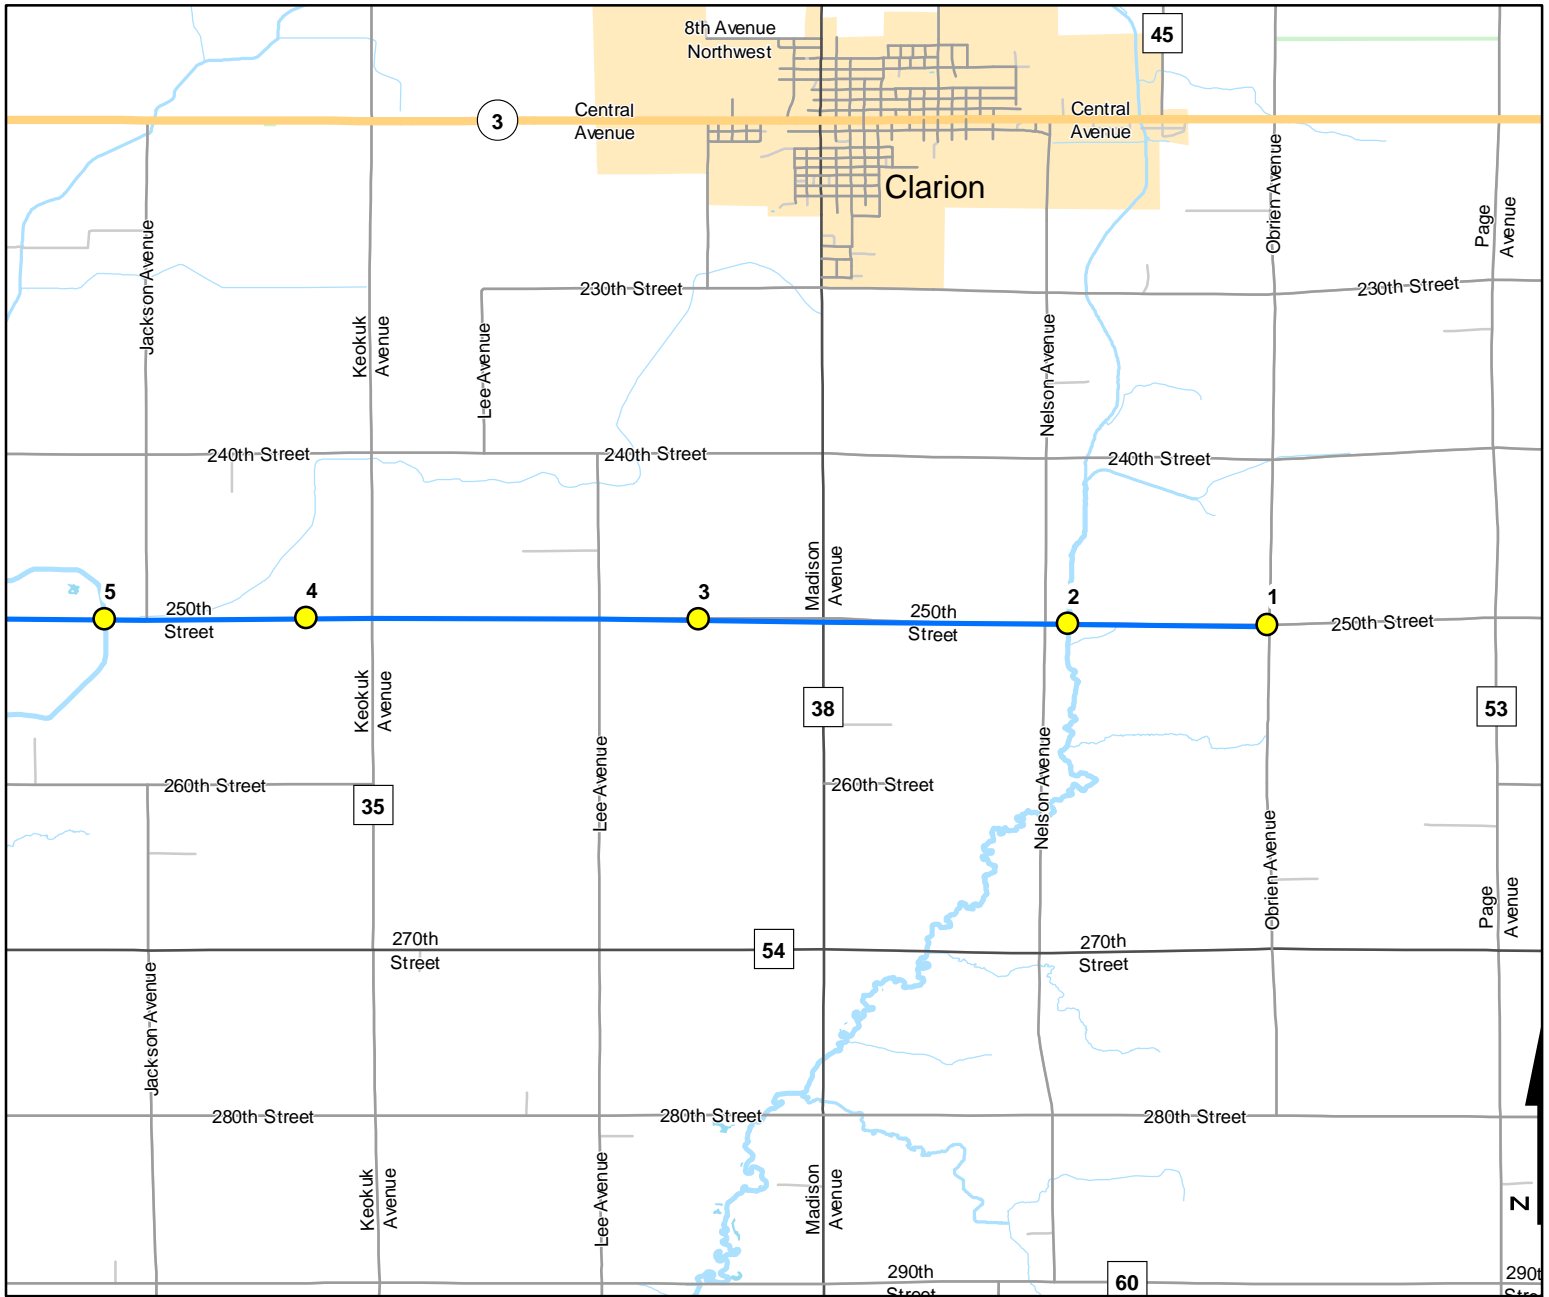 8th Avenue
Northwest
45
3
Central
Avenue
Central
Avenue
Clarion
Jackson Avenue
Keokuk
Avenue
Lee Avenue
230th Street
Nelson Avenue
Obrien Avenue
Page
Avenue
230th Street
240th Street
240th Street
240th Street
Madison
Avenue
5
250th
Street
4
3
250th
Street
2
1
250th Street
Keokuk
Avenue
38
53
260th Street
35
Lee Avenue
260th Street
Nelson Avenue
Obrien Avenue
Page
Avenue
270th
Street
54
270th
Street
Jackson Avenue
280th Street
280th Street
280th Street
Keokuk
Avenue
Lee Avenue
Madison
Avenue
N
290th
Street
60
290t
Stre